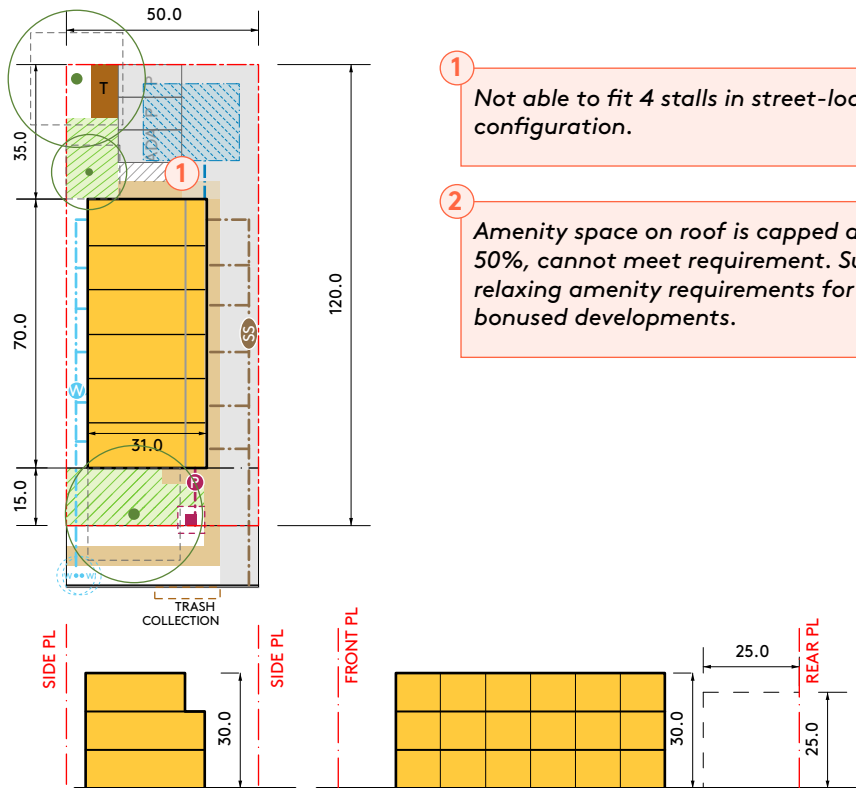 50.0
T
ADA
P
35.0
1
70.0
120.0
SS
W
31.0
P
15.0
TRASH
COLLECTION
1
Not able to fit 4 stalls in street-loa
configuration.
2
Amenity space on roof is capped a
50%, cannot meet requirement. Su
relaxing amenity requirements for
bonused developments.
SIDE PL
SIDE PL
30.0
FRONT PL
30.0
25.0
REAR PL
25.0